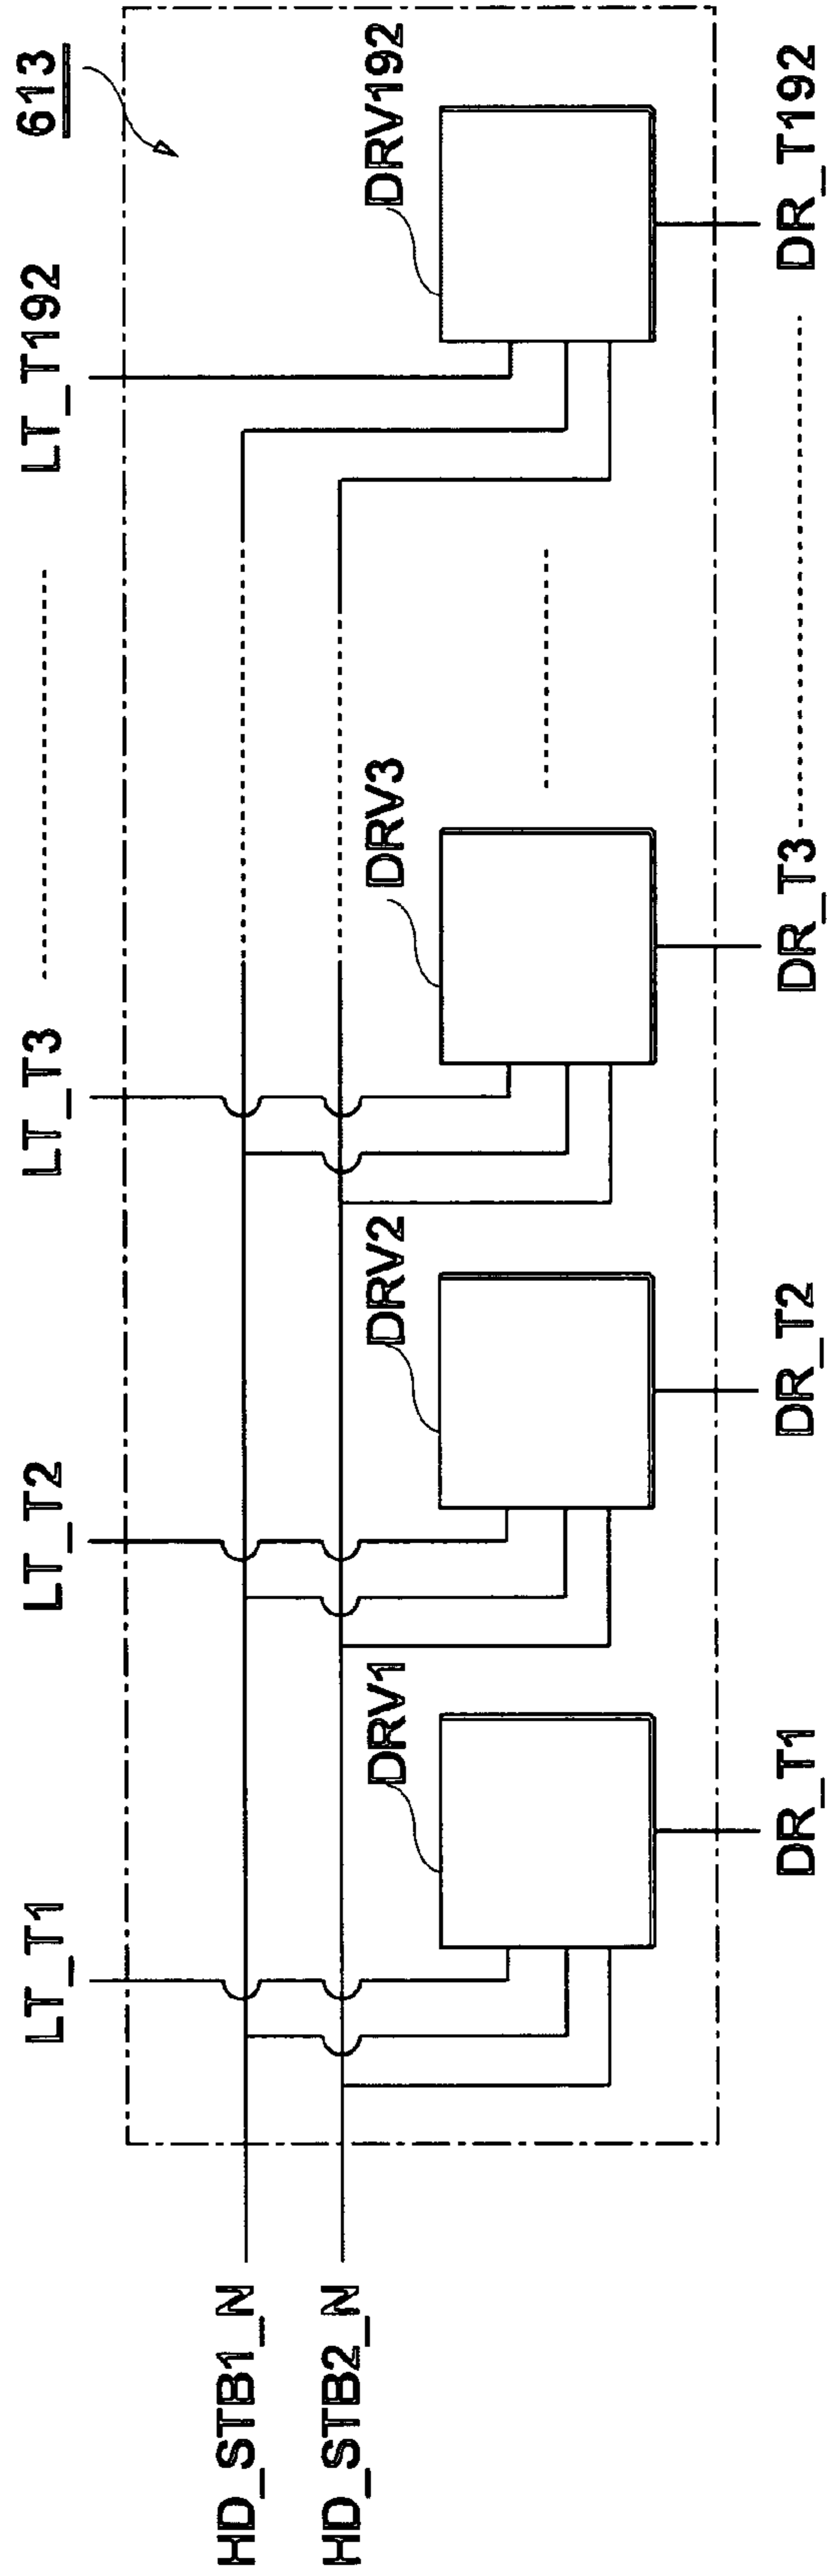 613
LT_T1 LT_T2 LT_T3 LT_T192
HD_STB1_N
HD_STB2_N
DRV1 DRV2 DRV3 DRV192
DR_T1 DR_T2 DR_T3 DR_T192